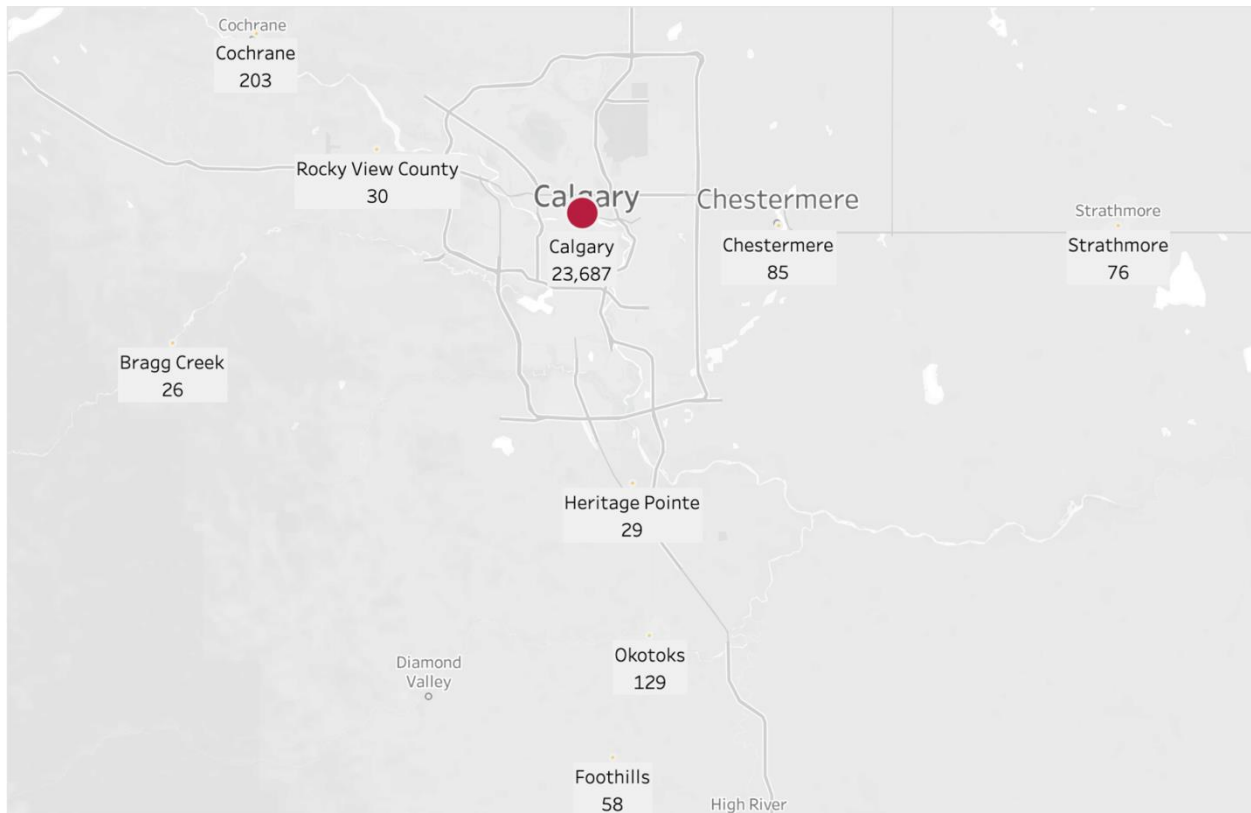 Cochrane
Cochrane
203
Rocky View County
30
Calgary
Calgary
23,687
Chestermere
Chestermere
85
Strathmore
Strathmore
76
Bragg Creek
26
Heritage Pointe
29
Okotoks
129
Diamond
Valley
Foothills
58
High River